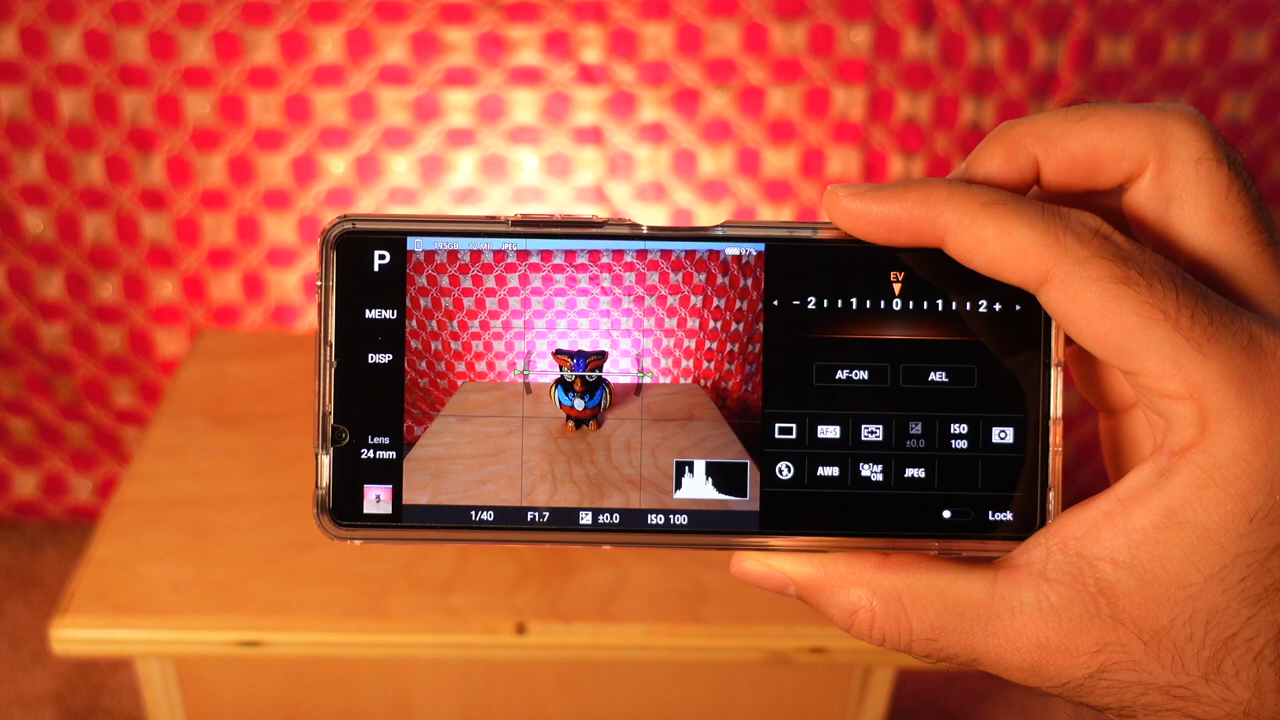 P
MENU
DISP
Lens
24 mm
195GB 12 MP JPEG
97%
1/40 F1.7 ±0.0 ISO 100
EV
- 2 1 0 1 2 +
AF-ON AEL
AF-S ±0.0 ISO 100
AWB AF ON JPEG
Lock